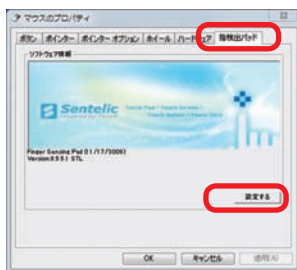 マウスのプロパティ
ボタン ポインター ポインター オプション ホイール ハードウェア 指検出パッド
ソフトウェア情報
Sentelic
Finger Sensing Pad (11/17/2009)
Version:8.5.5.1 STL
設定する
OK キャンセル 適用(A)